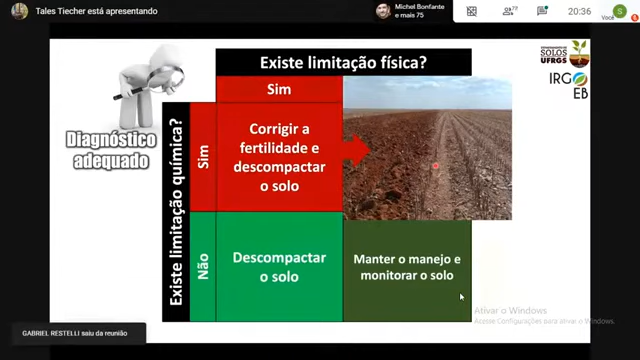 Tales Tiecher está apresentando
Michel Bonfante
e mais 75
77
20:36
Você
Existe limitação física?
SOLOS
UFRGS
IRG
EB
Sim
Diagnóstico
adequado
Existe limitação química?
Sim
Corrigir a
fertilidade e
descompactar
o solo
Não
Descompactar
o solo
Manter o manejo e
monitorar o solo
Ativar o Windows
Acesse Configurações para ativar o Windows.
GABRIEL RESTELLI saiu da reunião